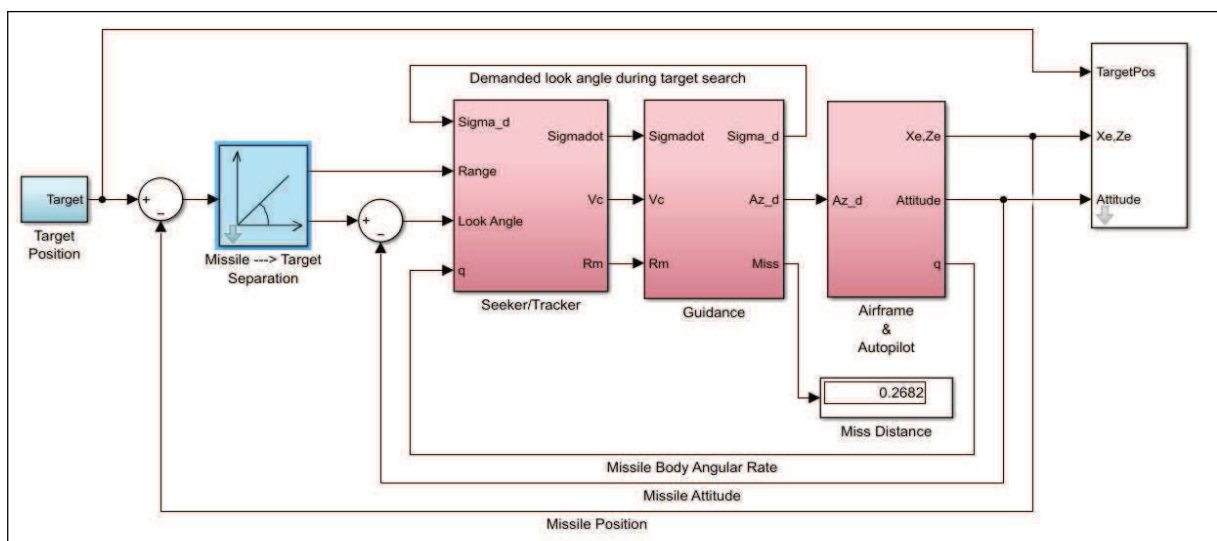 Demanded look angle during target search
TargetPos
Xe,Ze
Attitude
Target
Target
Position
Missile ---> Target
Separation
Sigma_d
Range
Look Angle
q
Sigmadot
Vc
Rm
Seeker/Tracker
Sigmadot
Vc
Rm
Sigma_d
Az_d
Miss
Guidance
Az_d
Xe,Ze
Attitude
q
Airframe
&
Autopilot
0.2682
Miss Distance
Missile Body Angular Rate
Missile Attitude
Missile Position